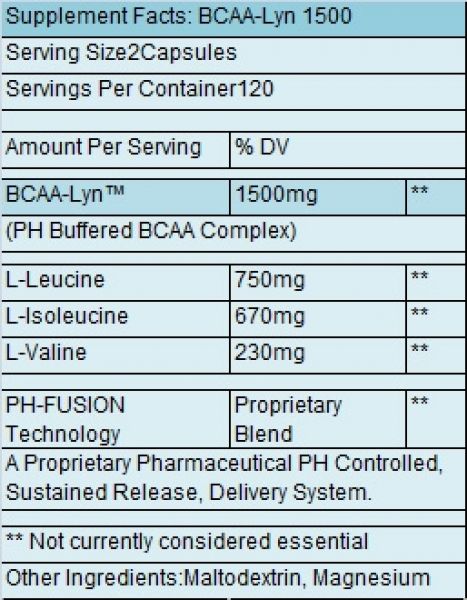 Supplement Facts: BCAA-Lyn 1500
Serving Size2Capsules
Servings Per Container120
Amount Per Serving % DV
BCAA-Lyn™ 1500mg **
(PH Buffered BCAA Complex)
L-Leucine 750mg **
L-Isoleucine 670mg **
L-Valine 230mg **
PH-FUSION Proprietary **
Technology Blend
A Proprietary Pharmaceutical PH Controlled,
Sustained Release, Delivery System.
** Not currently considered essential
Other Ingredients:Maltodextrin, Magnesium